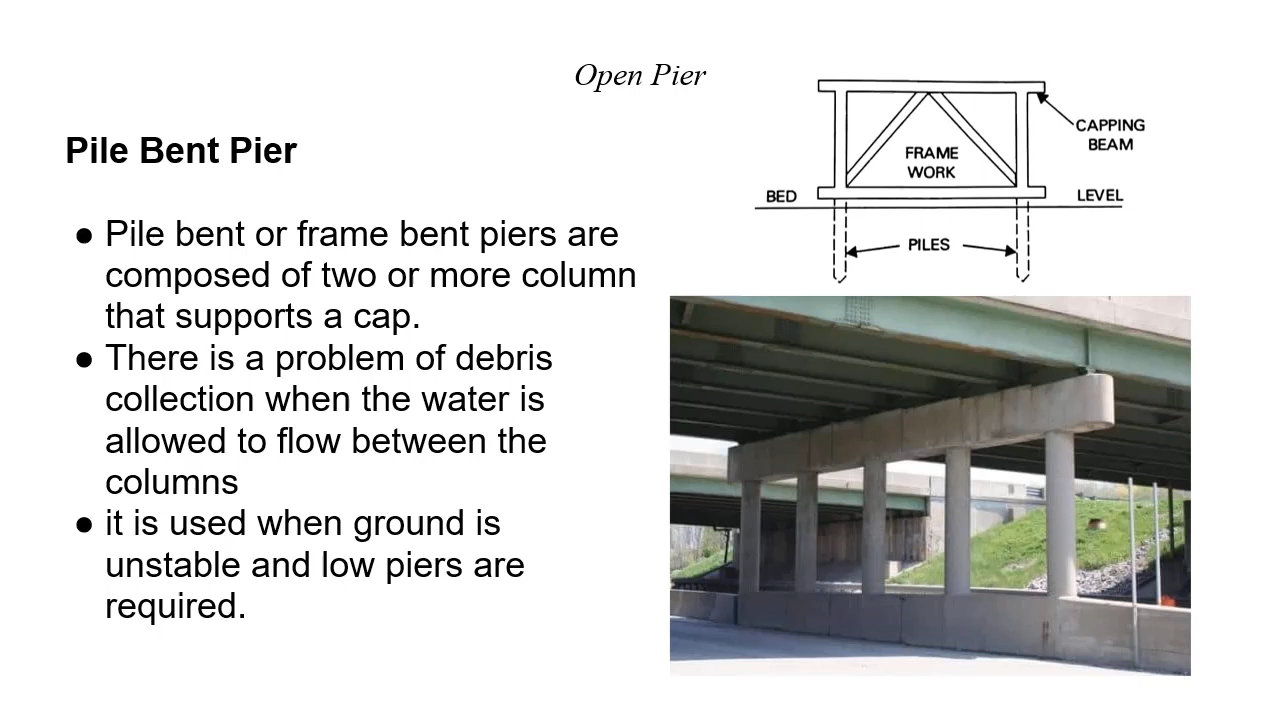 Open Pier
Pile Bent Pier
● Pile bent or frame bent piers are
composed of two or more column
that supports a cap.
● There is a problem of debris
collection when the water is
allowed to flow between the
columns
● it is used when ground is
unstable and low piers are
required.
CAPPING
BEAM
FRAME
WORK
BED
LEVEL
PILES